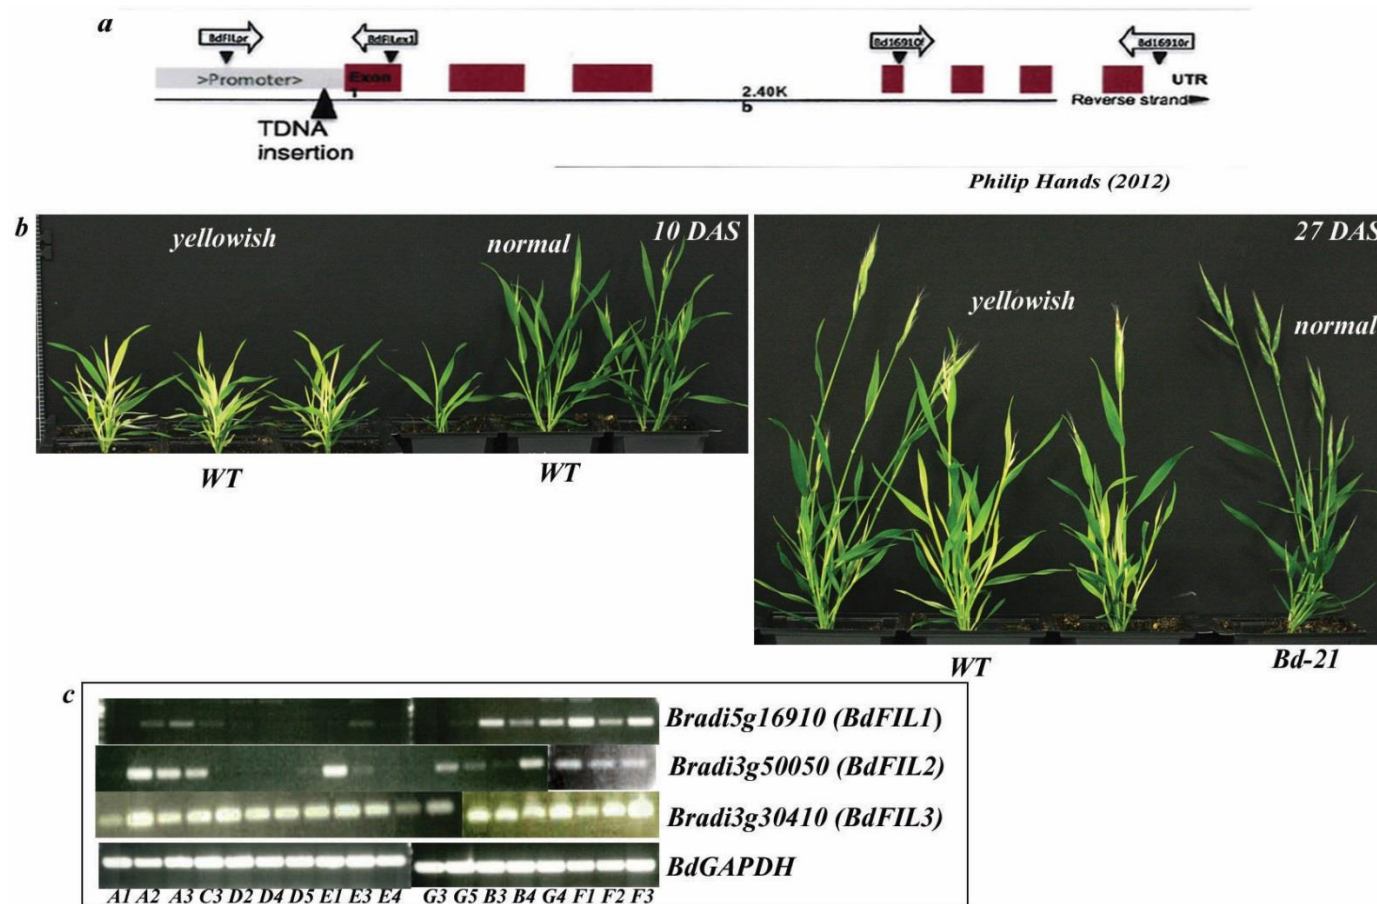 a
BdFILpr
BdFILex1
Bd16910f
Bd16910r
>Promoter>
Exon
1
UTR
2.40K
b
Reverse strand
TDNA
insertion
Philip Hands (2012)
b
yellowish
normal
10 DAS
27 DAS
yellowish
normal
WT
WT
WT
Bd-21
c
Bradi5g16910 (BdFIL1)
Bradi3g50050 (BdFIL2)
Bradi3g30410 (BdFIL3)
BdGAPDH
A1 A2 A3 C3 D2 D4 D5 E1 E3 E4 G3 G5 B3 B4 G4 F1 F2 F3